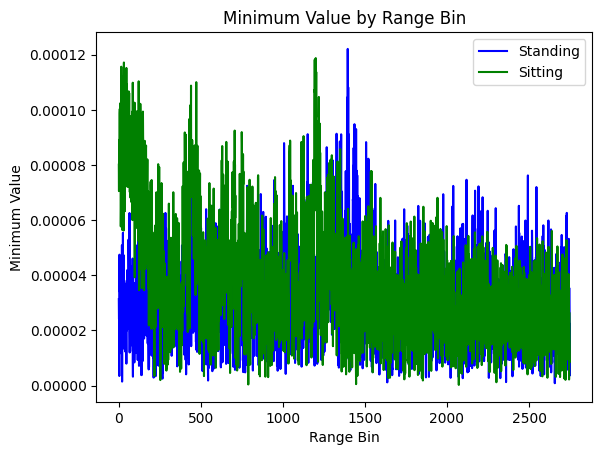 Minimum Value by Range Bin
Standing
Sitting
Minimum Value
0.00012
0.00010
0.00008
0.00006
0.00004
0.00002
0.00000
0
500
1000
1500
2000
2500
Range Bin